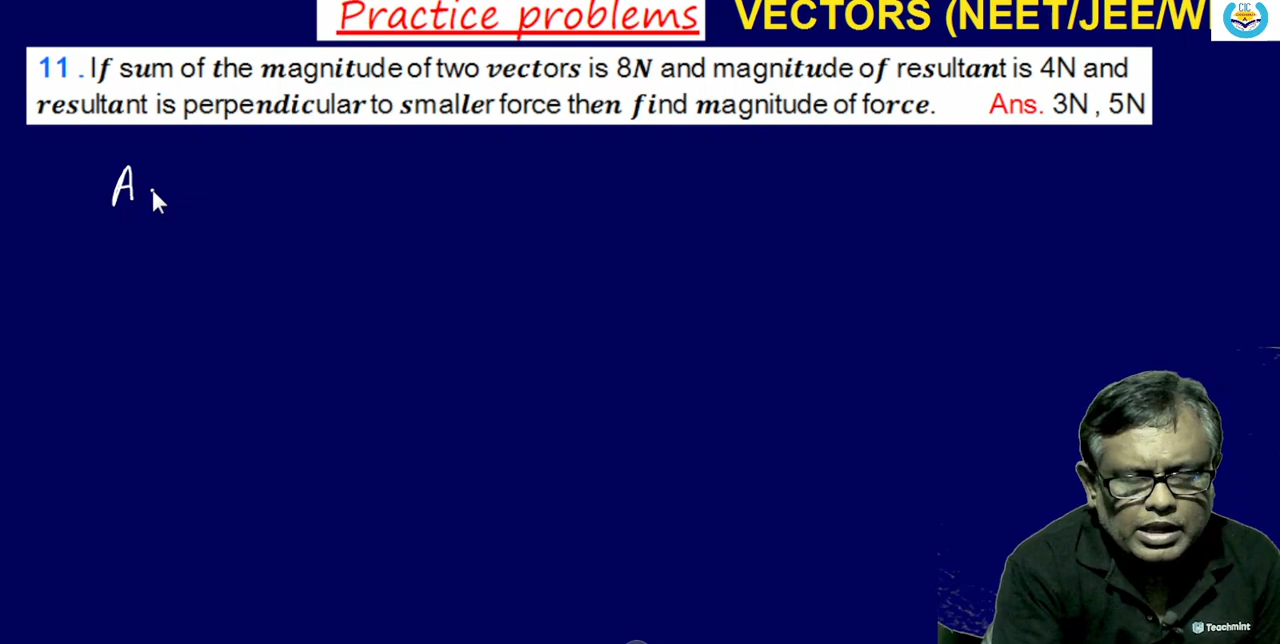 Practice problems VECTORS (NEET/JEE/W
CIC
11 . If sum of the magnitude of two vectors is 8N and magnitude of resultant is 4N and
resultant is perpendicular to smaller force then find magnitude of force. Ans. 3N , 5N
A
Teachmint